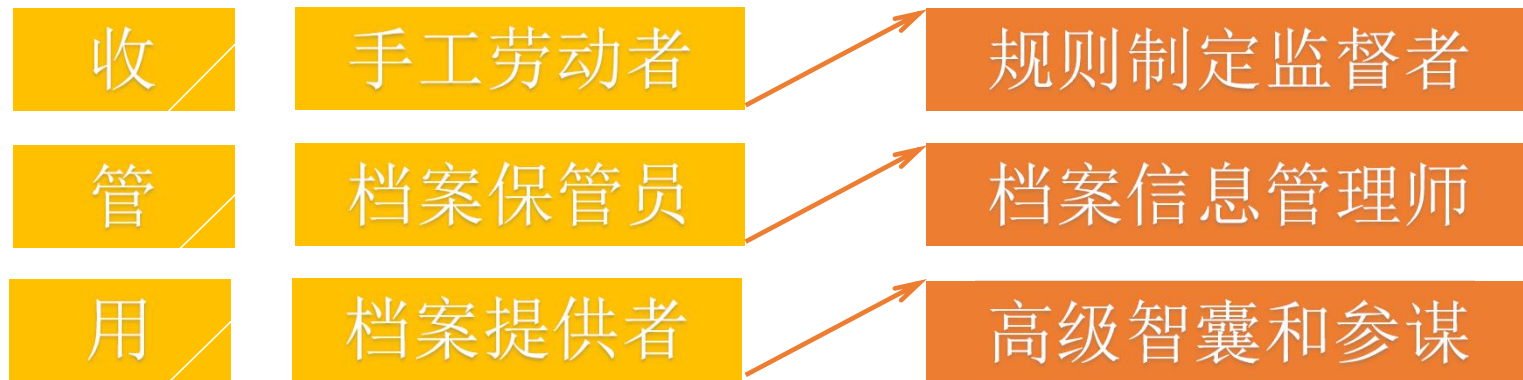 收 手工劳动者 规则制定监督者
管 档案保管员 档案信息管理师
用 档案提供者 高级智囊和参谋